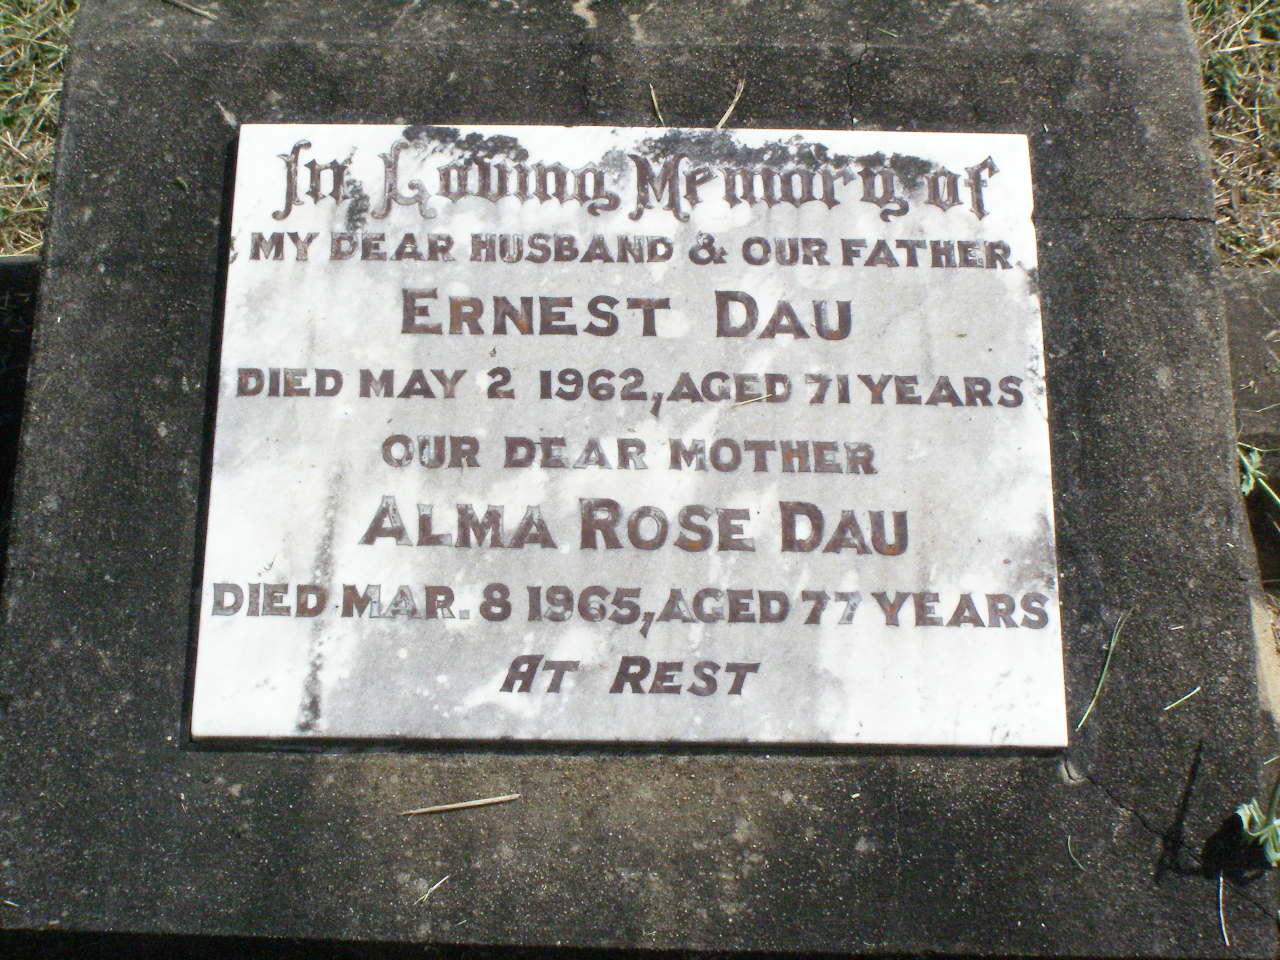 In Loving Memory of
MY DEAR HUSBAND & OUR FATHER
ERNEST DAU
DIED MAY 2 1962, AGED 71 YEARS
OUR DEAR MOTHER
ALMA ROSE DAU
DIED MAR. 8 1965, AGED 77 YEARS
AT REST